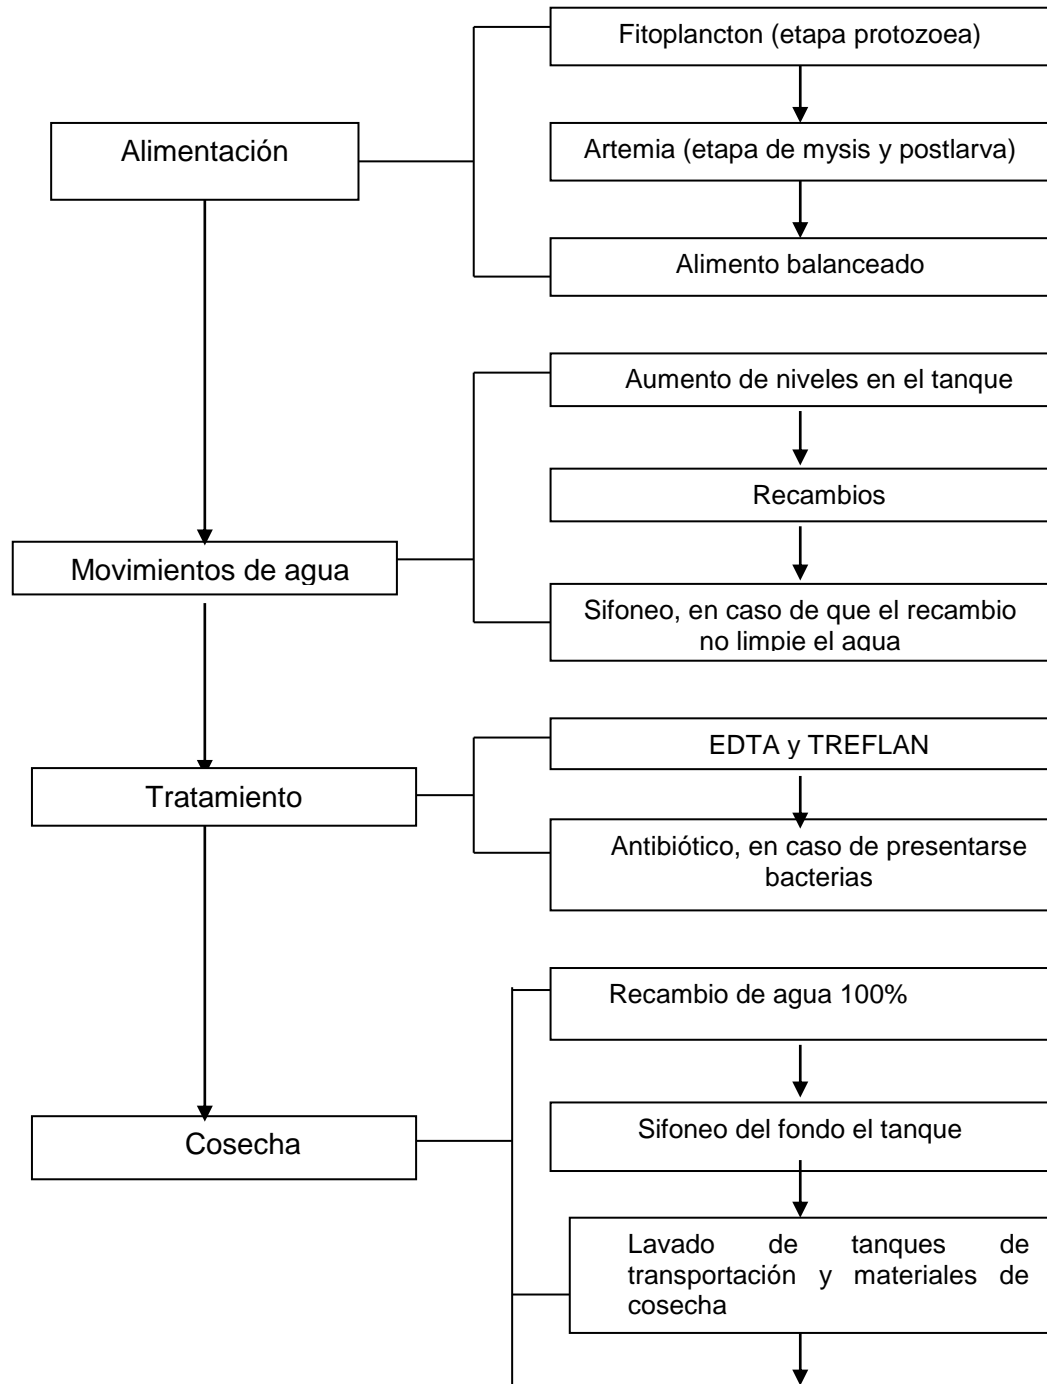 Fitoplancton (etapa protozoea)
Alimentación
Artemia (etapa de mysis y postlarva)
Alimento balanceado
Aumento de niveles en el tanque
Recambios
Movimientos de agua
Sifoneo, en caso de que el recambio
no limpie el agua
EDTA y TREFLAN
Tratamiento
Antibiótico, en caso de presentarse
bacterias
Recambio de agua 100%
Sifoneo del fondo el tanque
Cosecha
Lavado de tanques de
transportación y materiales de
cosecha